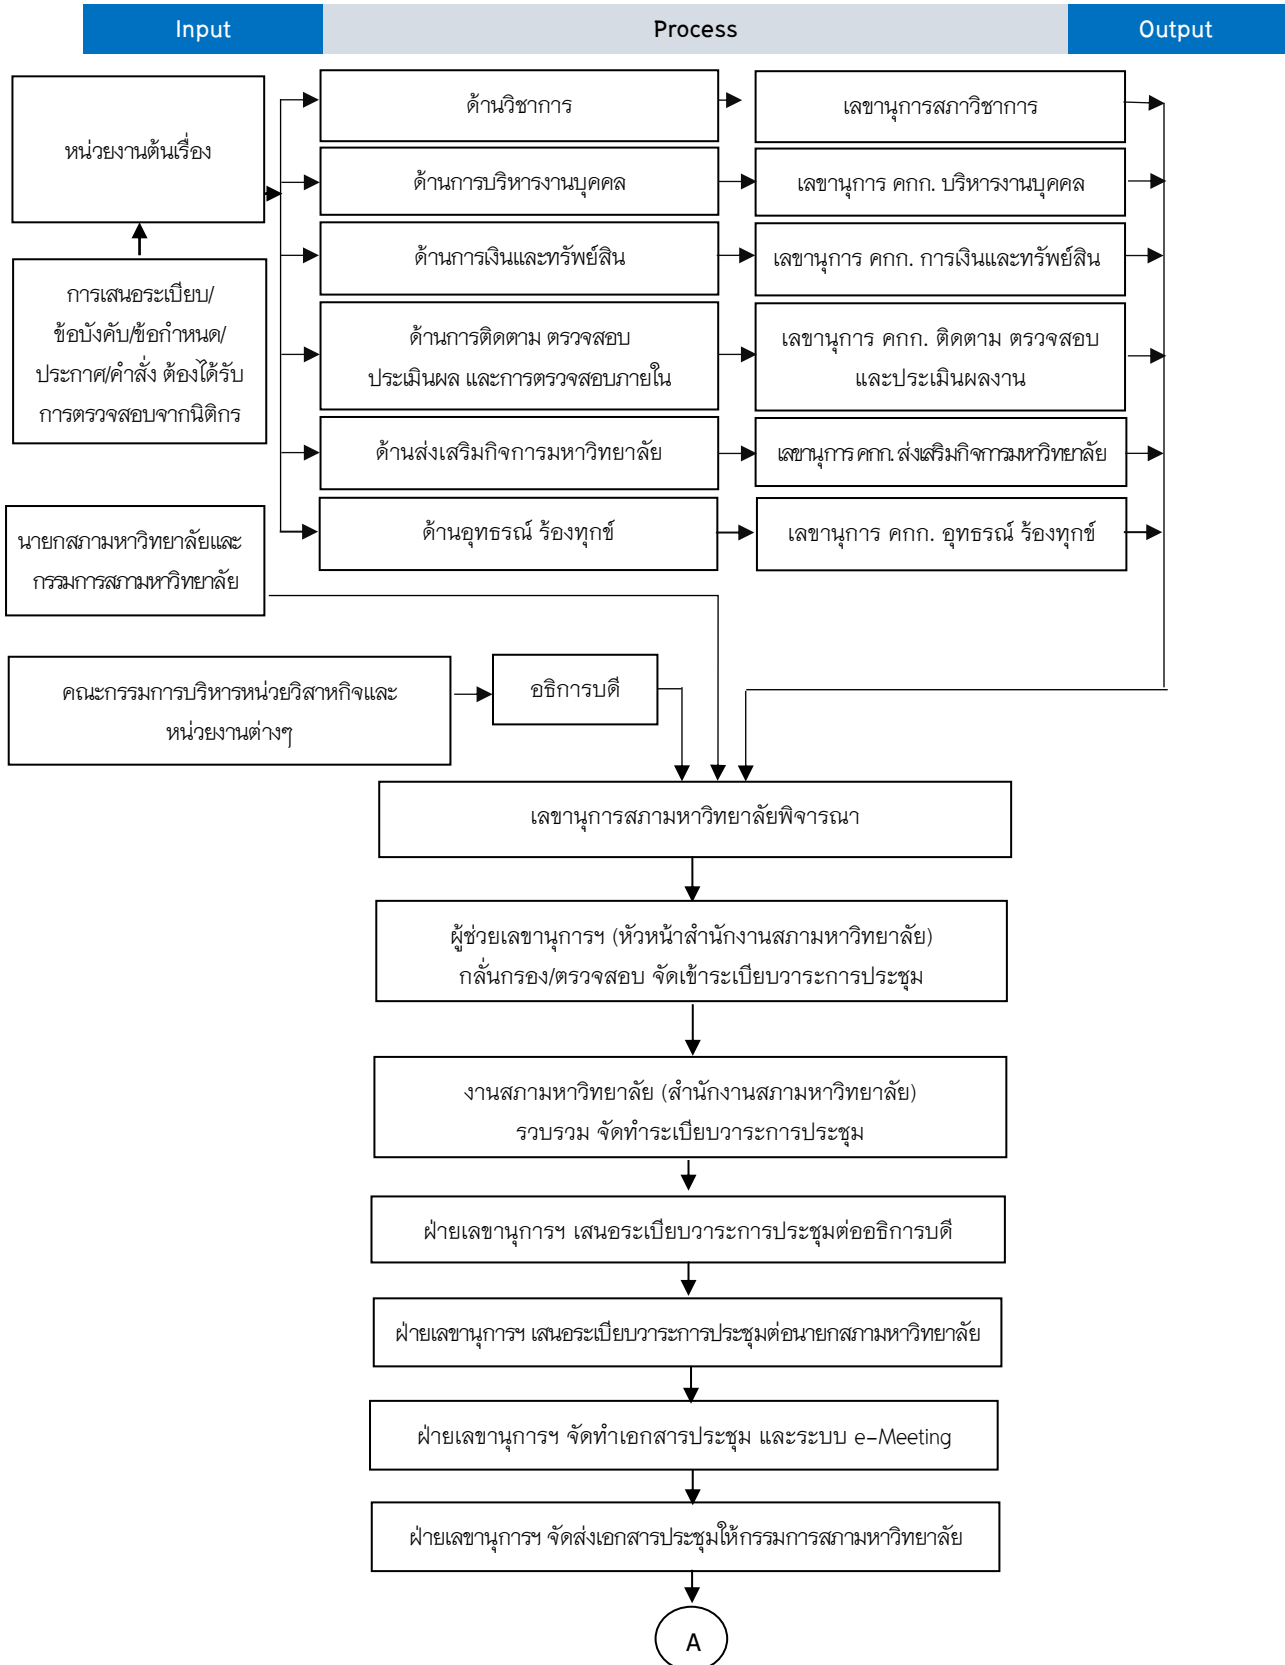 Input
Process
Output
หน่วยงานต้นเรื่อง
ด้านวิชาการ
เลขานุการสภาวิชาการ
ด้านการบริหารงานบุคคล
เลขานุการ คกก. บริหารงานบุคคล
ด้านการเงินและทรัพย์สิน
เลขานุการ คกก. การเงินและทรัพย์สิน
การเสนอระเบียบ/
ข้อบังคับ/ข้อกำหนด/
ประกาศ/คำสั่ง ต้องได้รับ
การตรวจสอบจากนิติกร
ด้านการติดตาม ตรวจสอบ
ประเมินผล และการตรวจสอบภายใน
เลขานุการ คกก. ติดตาม ตรวจสอบ
และประเมินผลงาน
ด้านส่งเสริมกิจการมหาวิทยาลัย
เลขานุการ คกก. ส่งเสริมกิจการมหาวิทยาลัย
ด้านอุทธรณ์ ร้องทุกข์
เลขานุการ คกก. อุทธรณ์ ร้องทุกข์
นายกสภามหาวิทยาลัยและ
กรรมการสภามหาวิทยาลัย
คณะกรรมการบริหารหน่วยวิสาหกิจและ
หน่วยงานต่างๆ
อธิการบดี
เลขานุการสภามหาวิทยาลัยพิจารณา
ผู้ช่วยเลขานุการฯ (หัวหน้าสำนักงานสภามหาวิทยาลัย)
กลั่นกรอง/ตรวจสอบ จัดเข้าระเบียบวาระการประชุม
งานสภามหาวิทยาลัย (สำนักงานสภามหาวิทยาลัย)
รวบรวม จัดทำระเบียบวาระการประชุม
ฝ่ายเลขานุการฯ เสนอระเบียบวาระการประชุมต่ออธิการบดี
ฝ่ายเลขานุการฯ เสนอระเบียบวาระการประชุมต่อนายกสภามหาวิทยาลัย
ฝ่ายเลขานุการฯ จัดทำเอกสารประชุม และระบบ e-Meeting
ฝ่ายเลขานุการฯ จัดส่งเอกสารประชุมให้กรรมการสภามหาวิทยาลัย
A